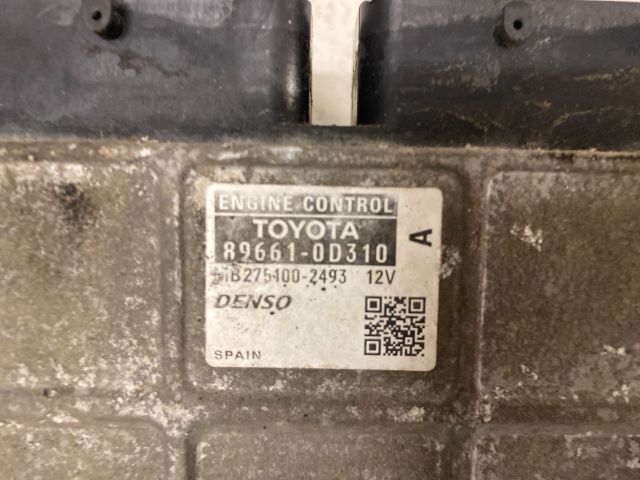 ENGINE CONTROL
TOYOTA
89661-0D310
A
MB275100-2493 12V
DENSO
SPAIN